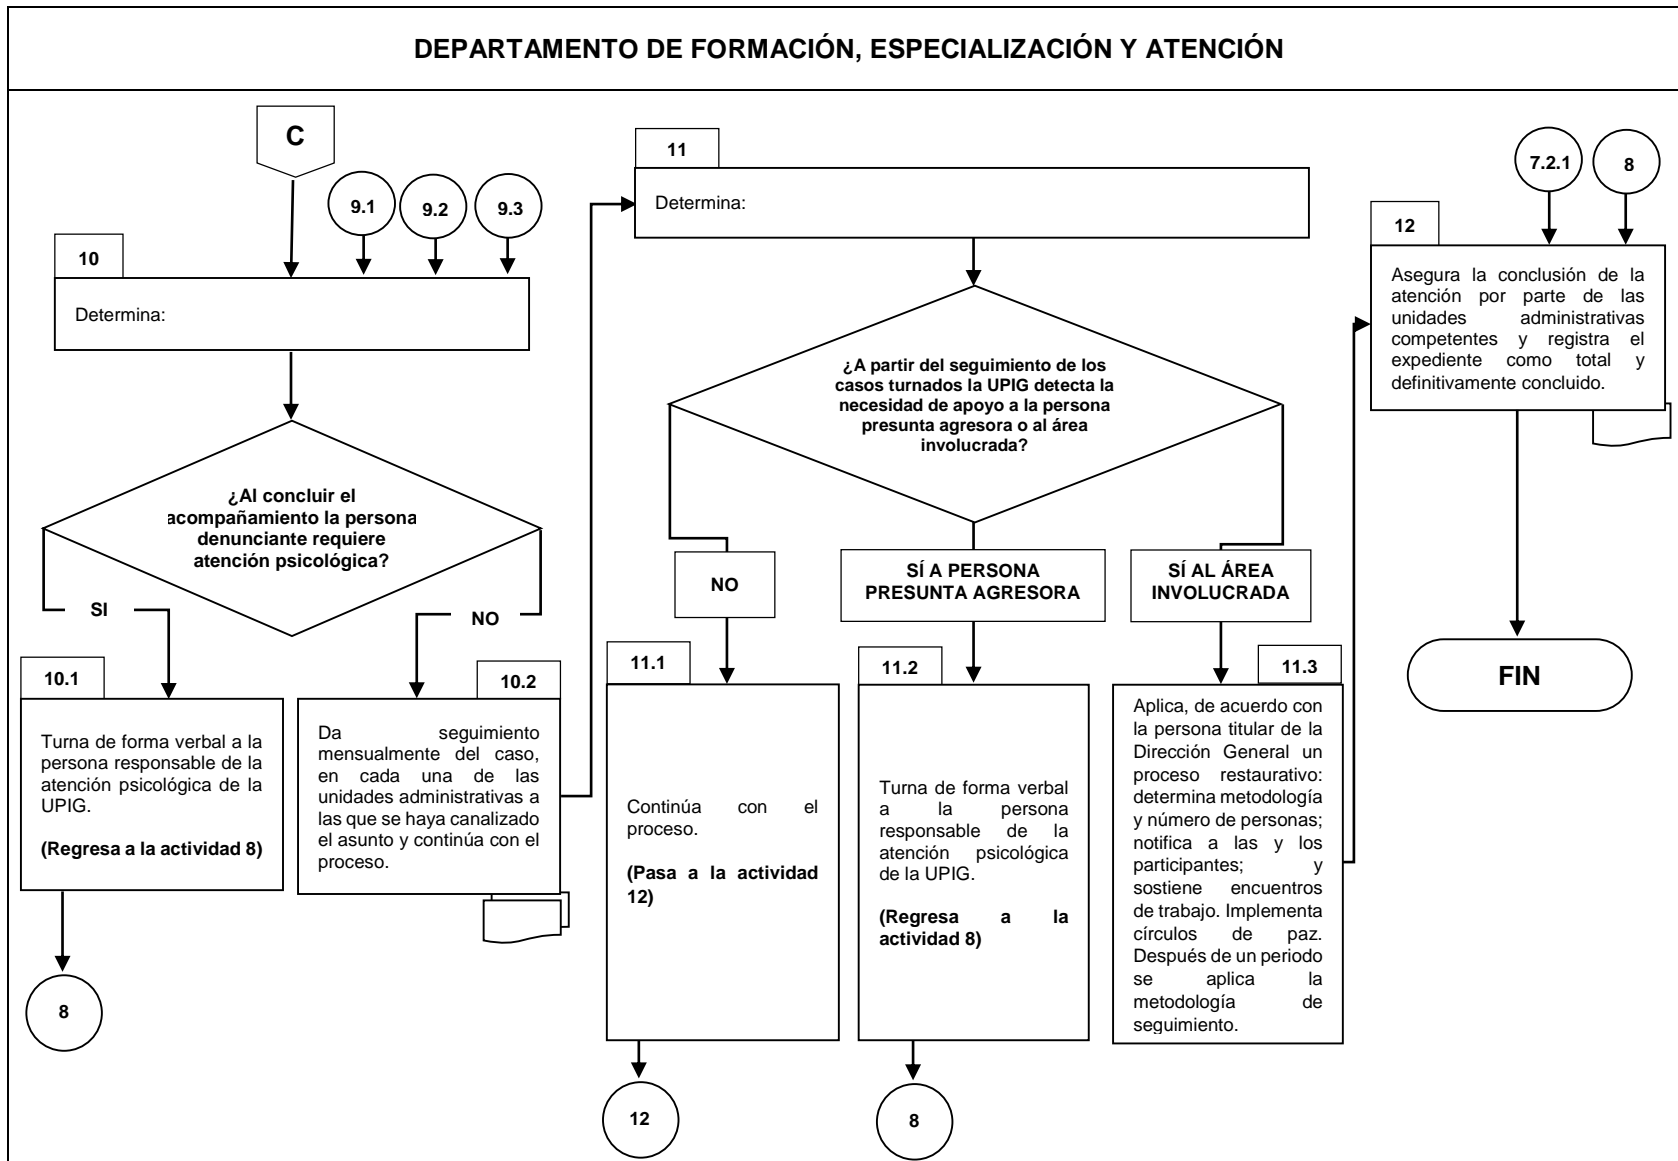 DEPARTAMENTO DE FORMACIÓN, ESPECIALIZACIÓN Y ATENCIÓN
C
9.1
9.2
9.3
10
Determina:
¿Al concluir el
acompañamiento la persona
denunciante requiere
atención psicológica?
SI
NO
10.1
Turna de forma verbal a la
persona responsable de la
atención psicológica de la
UPIG.
(Regresa a la actividad 8)
8
10.2
Da seguimiento
mensualmente del caso,
en cada una de las
unidades administrativas a
las que se haya canalizado
el asunto y continúa con el
proceso.
11
Determina:
¿A partir del seguimiento de los
casos turnados la UPIG detecta la
necesidad de apoyo a la persona
presunta agresora o al área
involucrada?
NO
SÍ A PERSONA
PRESUNTA AGRESORA
SÍ AL ÁREA
INVOLUCRADA
11.1
Continúa con el
proceso.
(Pasa a la actividad
12)
12
11.2
Turna de forma verbal
a la persona
responsable de la
atención psicológica
de la UPIG.
(Regresa a la
actividad 8)
8
11.3
Aplica, de acuerdo con
la persona titular de la
Dirección General un
proceso restaurativo:
determina metodología
y número de personas;
notifica a las y los
participantes; y
sostiene encuentros
de trabajo. Implementa
círculos de paz.
Después de un periodo
se aplica la
metodología de
seguimiento.
7.2.1
8
12
Asegura la conclusión de la
atención por parte de las
unidades administrativas
competentes y registra el
expediente como total y
definitivamente concluido.
FIN